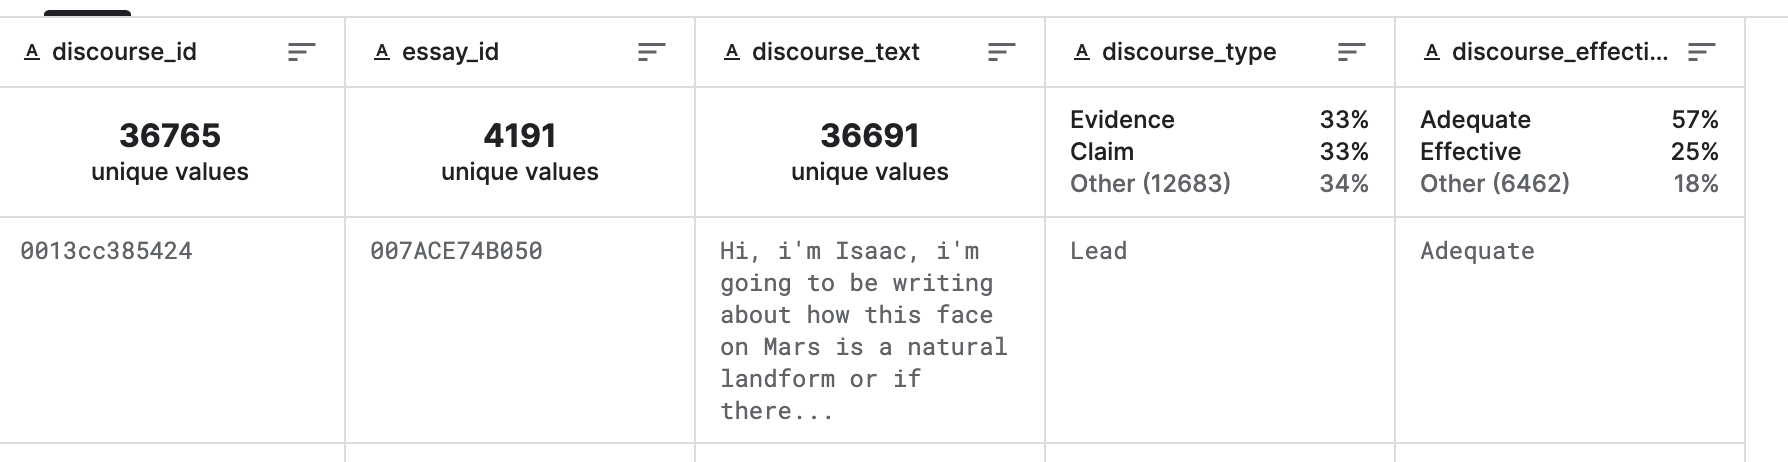 A discourse_id
A essay_id
A discourse_text
A discourse_type
A discourse_effecti...
36765
unique values
4191
unique values
36691
unique values
Evidence 33%
Claim 33%
Other (12683) 34%
Adequate 57%
Effective 25%
Other (6462) 18%
0013cc385424
007ACE74B050
Hi, i'm Isaac, i'm
going to be writing
about how this face
on Mars is a natural
landform or if
there...
Lead
Adequate